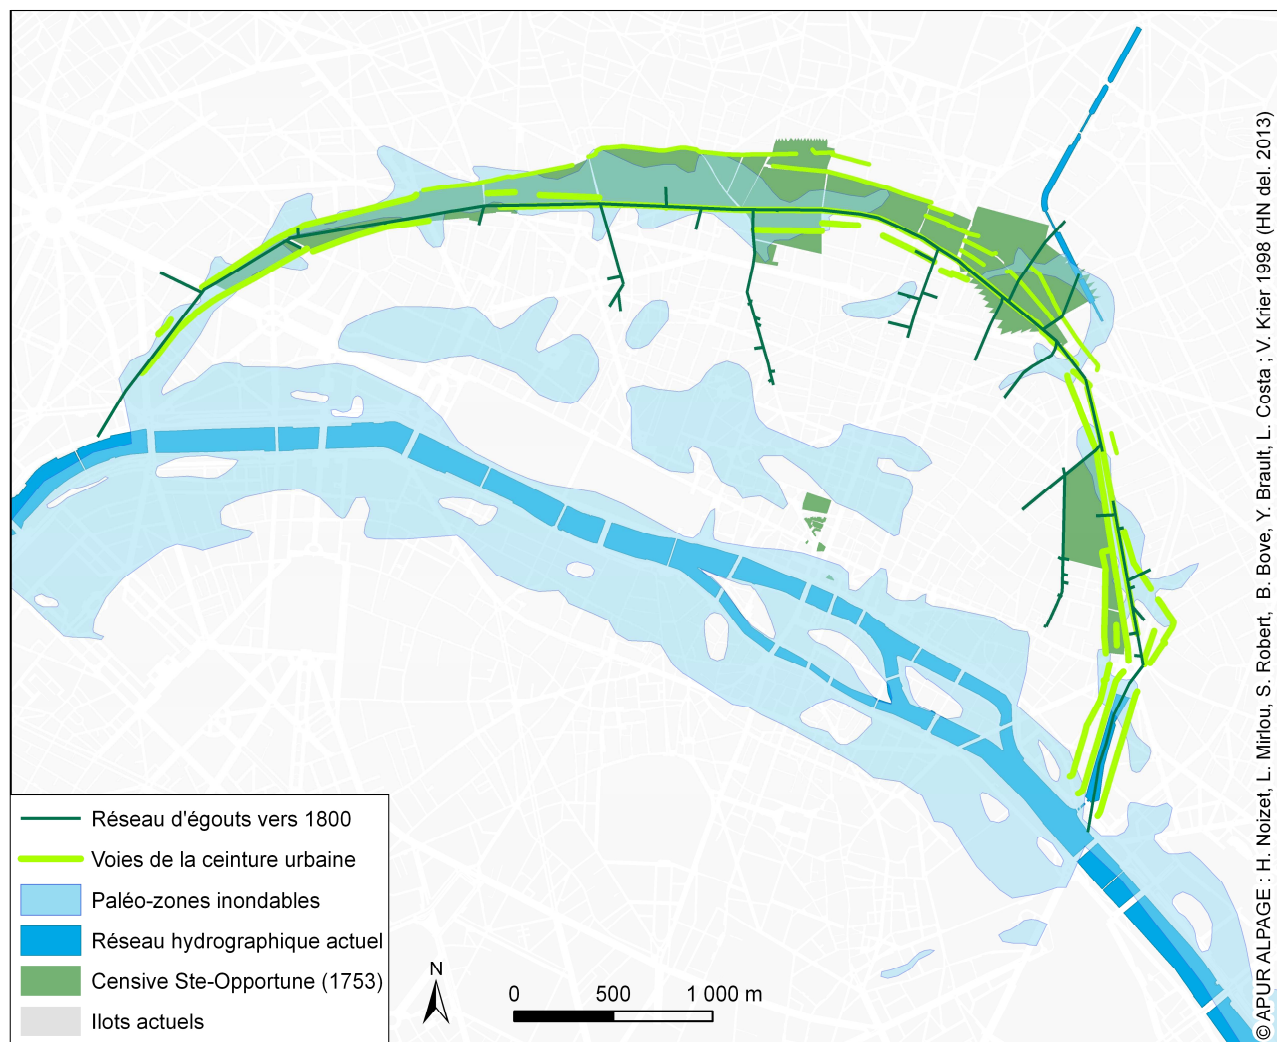 Réseau d'égouts vers 1800
Voies de la ceinture urbaine
Paléo-zones inondables
Réseau hydrographique actuel
Censive Ste-Opportune (1753)
Ilots actuels
N
0 500 1 000 m
© APUR ALPAGE : H. Noizet, L. Mirlou, S. Robert, B. Bove, Y. Brault, L. Costa ; V. Krier 1998 (HN del. 2013)